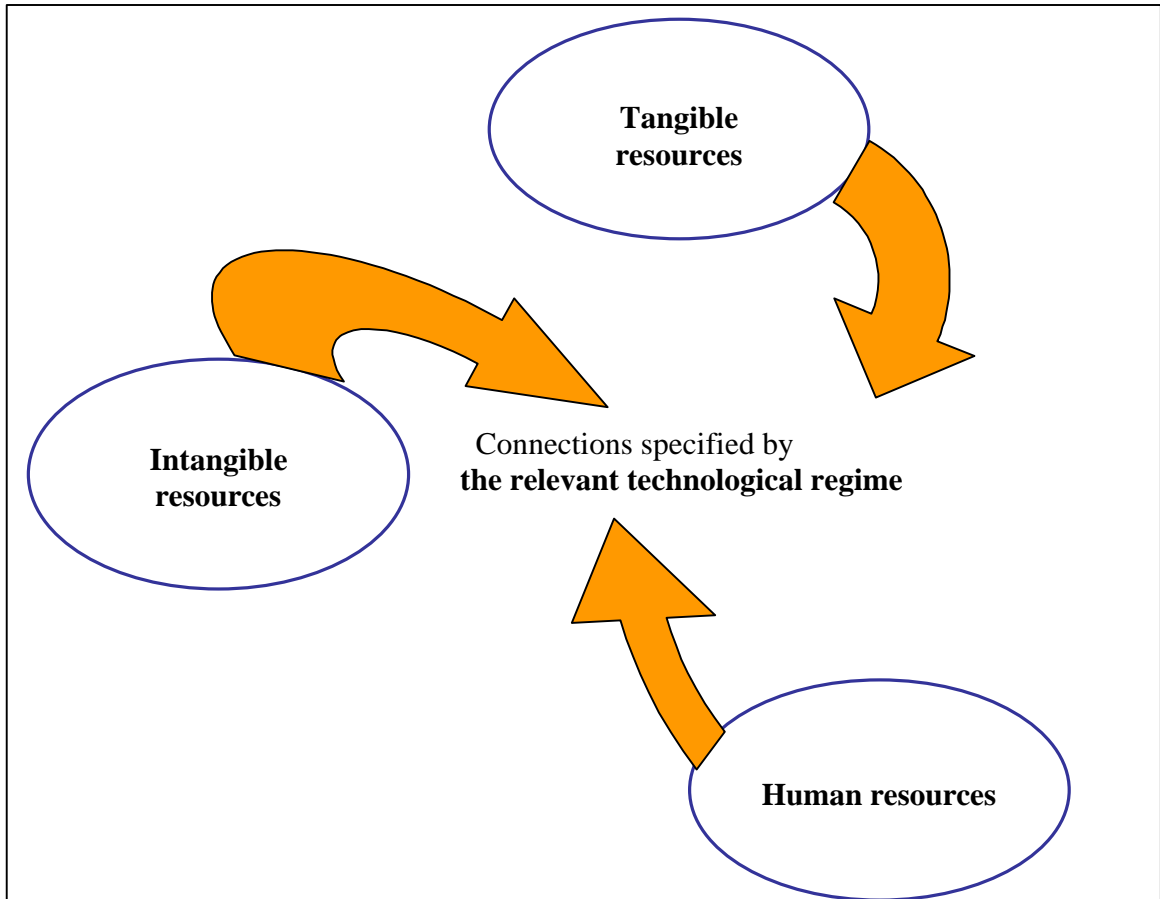 Tangible
resources
Intangible
resources
Connections specified by
the relevant technological regime
Human resources